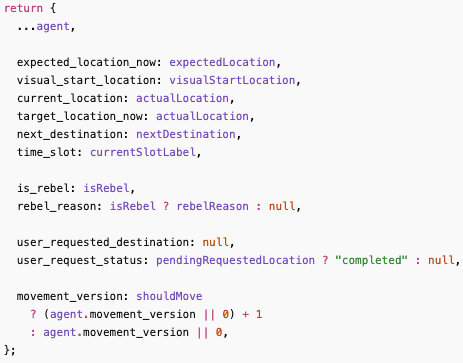 return {
  ...agent,

  expected_location_now: expectedLocation,
  visual_start_location: visualStartLocation,
  current_location: actualLocation,
  target_location_now: actualLocation,
  next_destination: nextDestination,
  time_slot: currentSlotLabel,

  is_rebel: isRebel,
  rebel_reason: isRebel ? rebelReason : null,

  user_requested_destination: null,
  user_request_status: pendingRequestedLocation ? "completed" : null,

  movement_version: shouldMove
    ? (agent.movement_version || 0) + 1
    : agent.movement_version || 0,
};